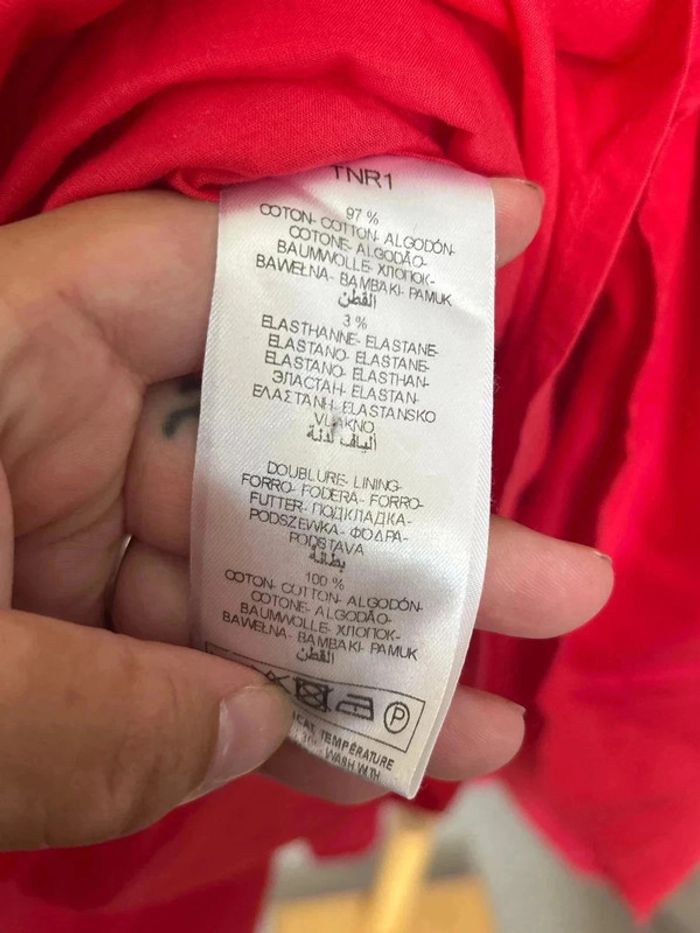 TNR1
97 %
COTON- COTTON- ALGODÓN-
COTONE- ALGODÃO-
BAUMWOLLE- ХЛОПОК-
BAWEŁNA- BAMBAKI- PAMUK
القطن
3 %
ELASTHANNE- ELASTANE-
ELASTANO- ELASTANE-
ELASTANO- ELASTHAN-
ЭЛАСТАН- ELASTAN-
ΕΛΑΣΤΑΝΗ- ELASTANSKO
VLAKNO
ألياف لدنة
DOUBLURE- LINING-
FORRO- FODERA- FORRO-
FUTTER- ПОДКЛАДКА-
PODSZEWKA- ΦΟΔΡΑ-
PODSTAVA
بطانة
100 %
COTON- COTTON- ALGODÓN-
COTONE- ALGODÃO-
BAUMWOLLE- ХЛОПОК-
BAWEŁNA- BAMBAKI- PAMUK
القطن
P
TEMPÉRATURE
WASH WITH